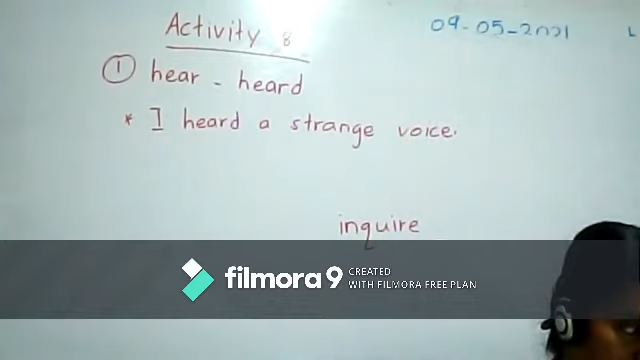 Activity 8
09-05-2021
① hear - heard
* I heard a strange voice.
inquire
filmora 9 CREATED
WITH FILMORA FREE PLAN